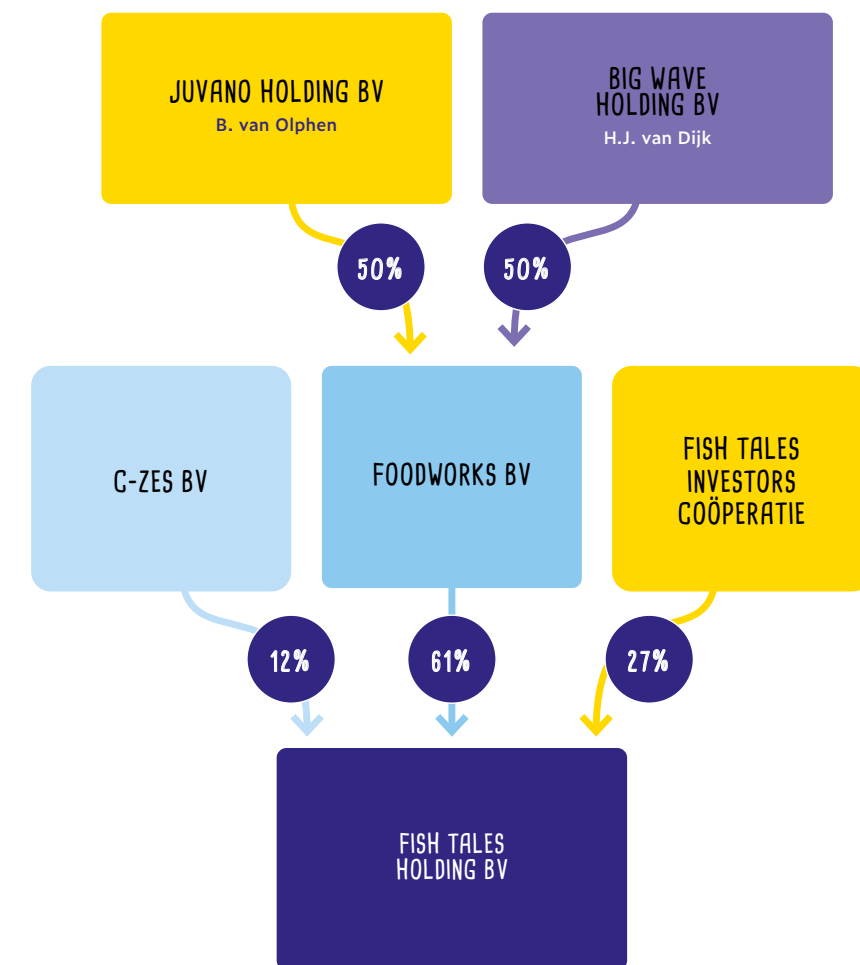 JUVANO HOLDING BV
B. van Olphen
BIG WAVE
HOLDING BV
H.J. van Dijk
50%
50%
C-ZES BV
FOODWORKS BV
FISH TALES
INVESTORS
COÖPERATIE
12%
61%
27%
FISH TALES
HOLDING BV